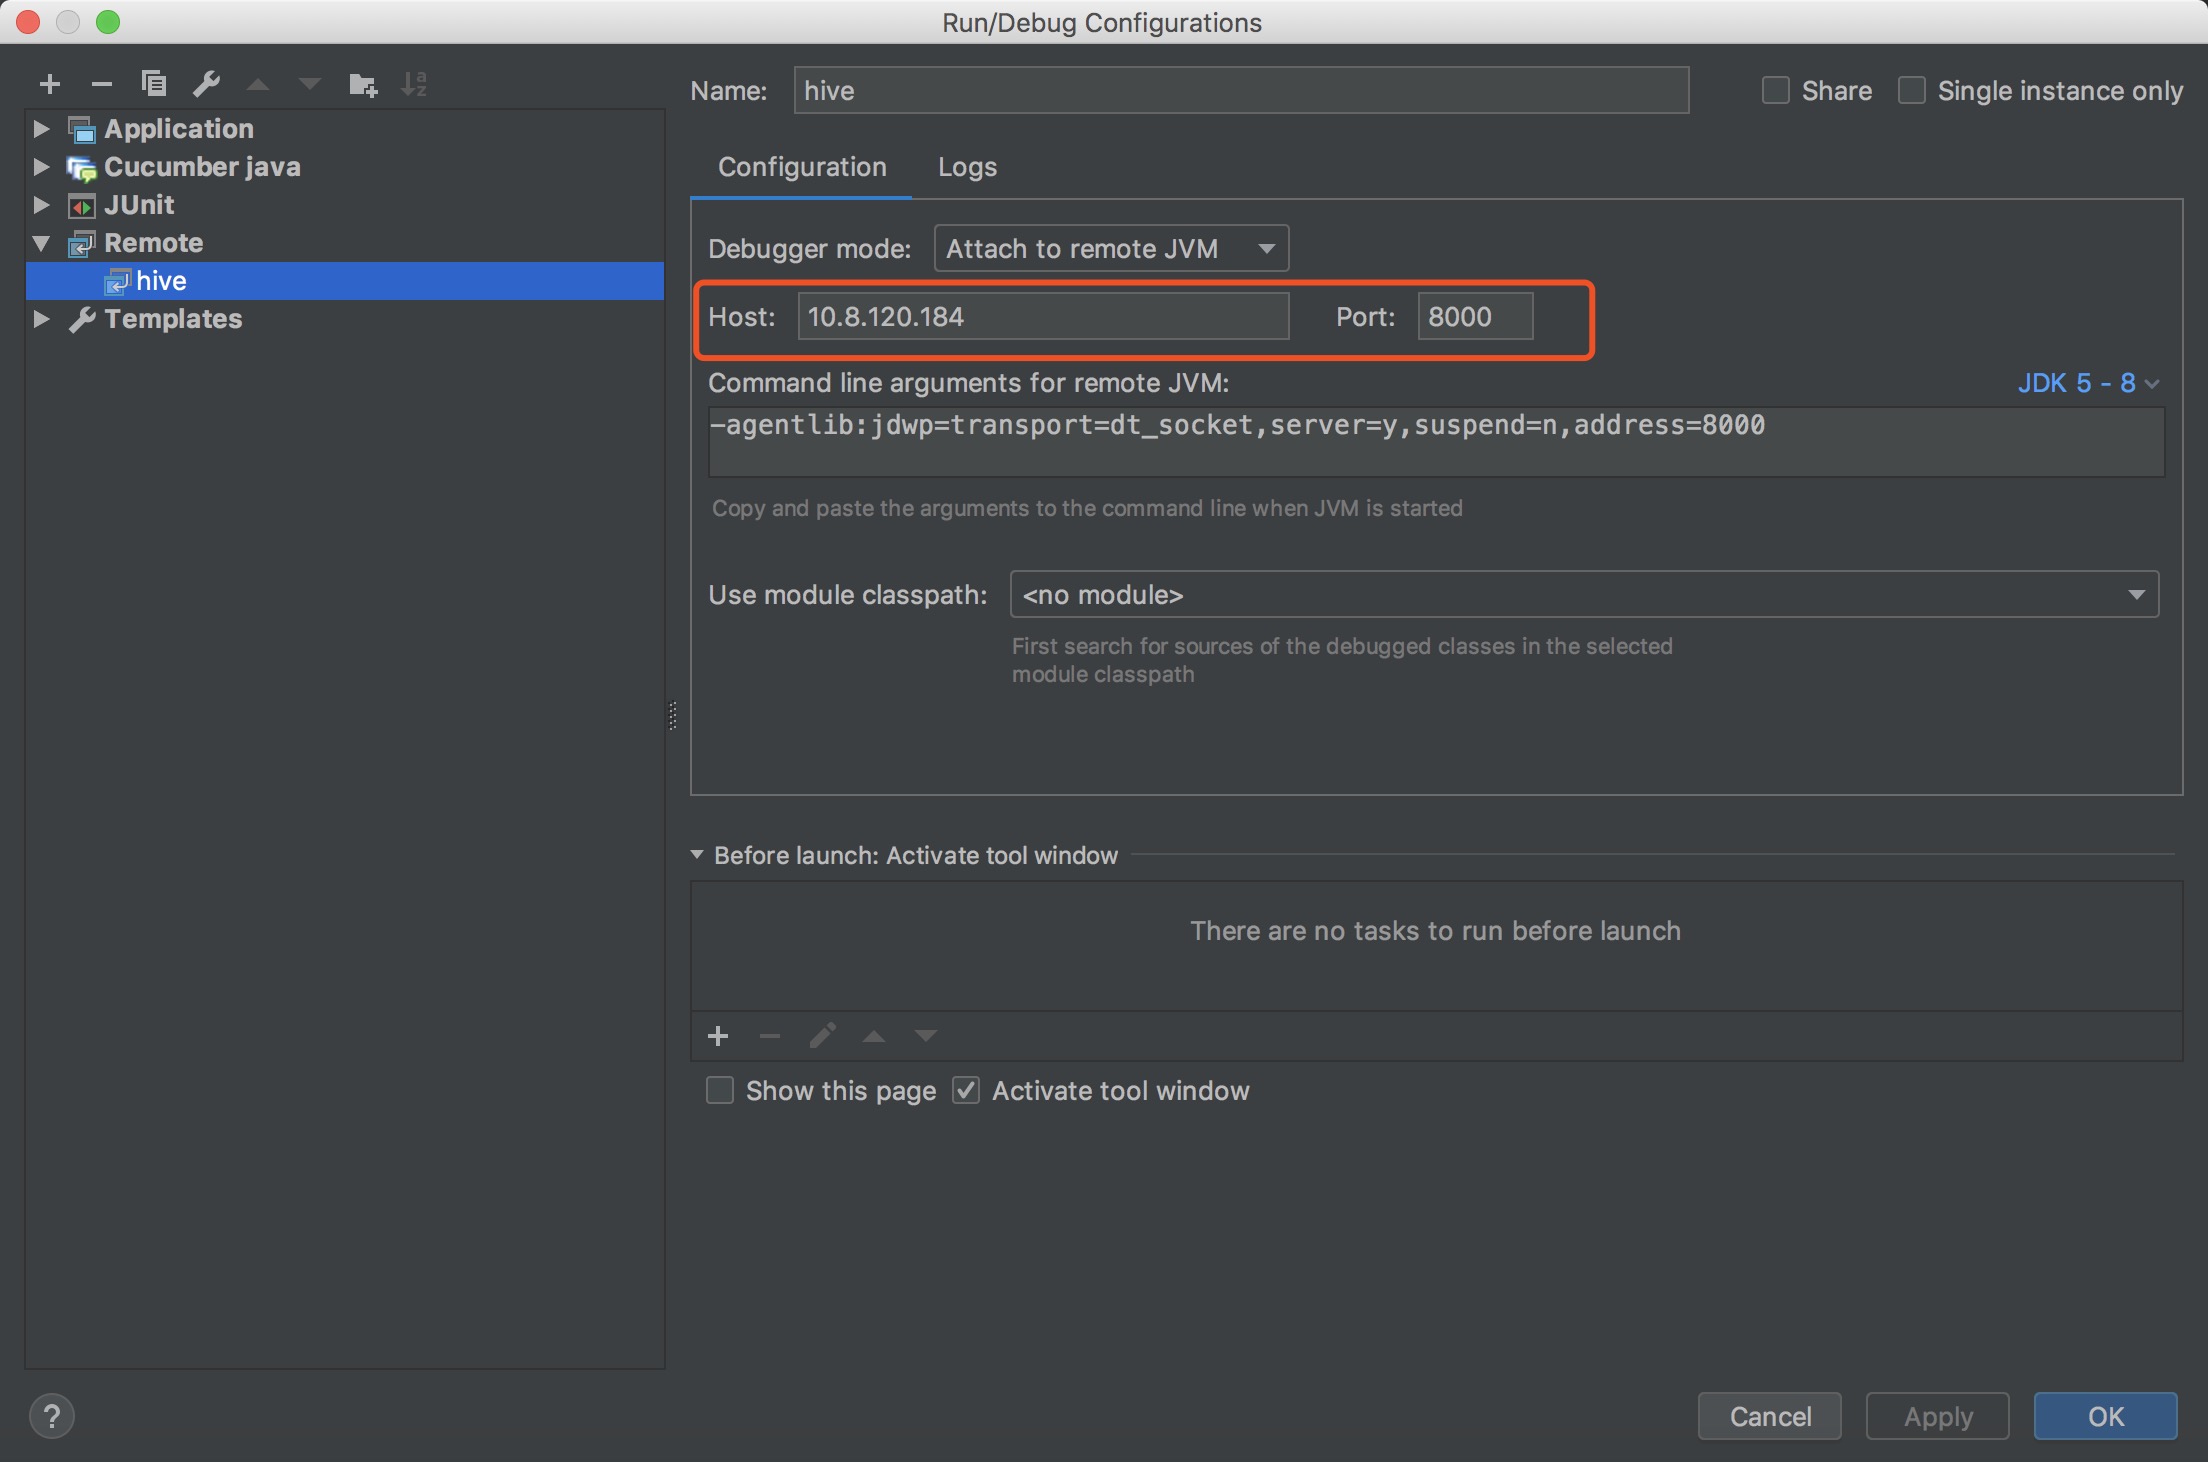 Run/Debug Configurations
Application
Cucumber java
JUnit
Remote
hive
Templates
Name: hive
Share
Single instance only
Configuration
Logs
Debugger mode: Attach to remote JVM
Host: 10.8.120.184 Port: 8000
Command line arguments for remote JVM: JDK 5 - 8
-agentlib:jdwp=transport=dt_socket,server=y,suspend=n,address=8000
Copy and paste the arguments to the command line when JVM is started
Use module classpath: <no module>
First search for sources of the debugged classes in the selected
module classpath
Before launch: Activate tool window
There are no tasks to run before launch
Show this page
Activate tool window
?
Cancel
Apply
OK